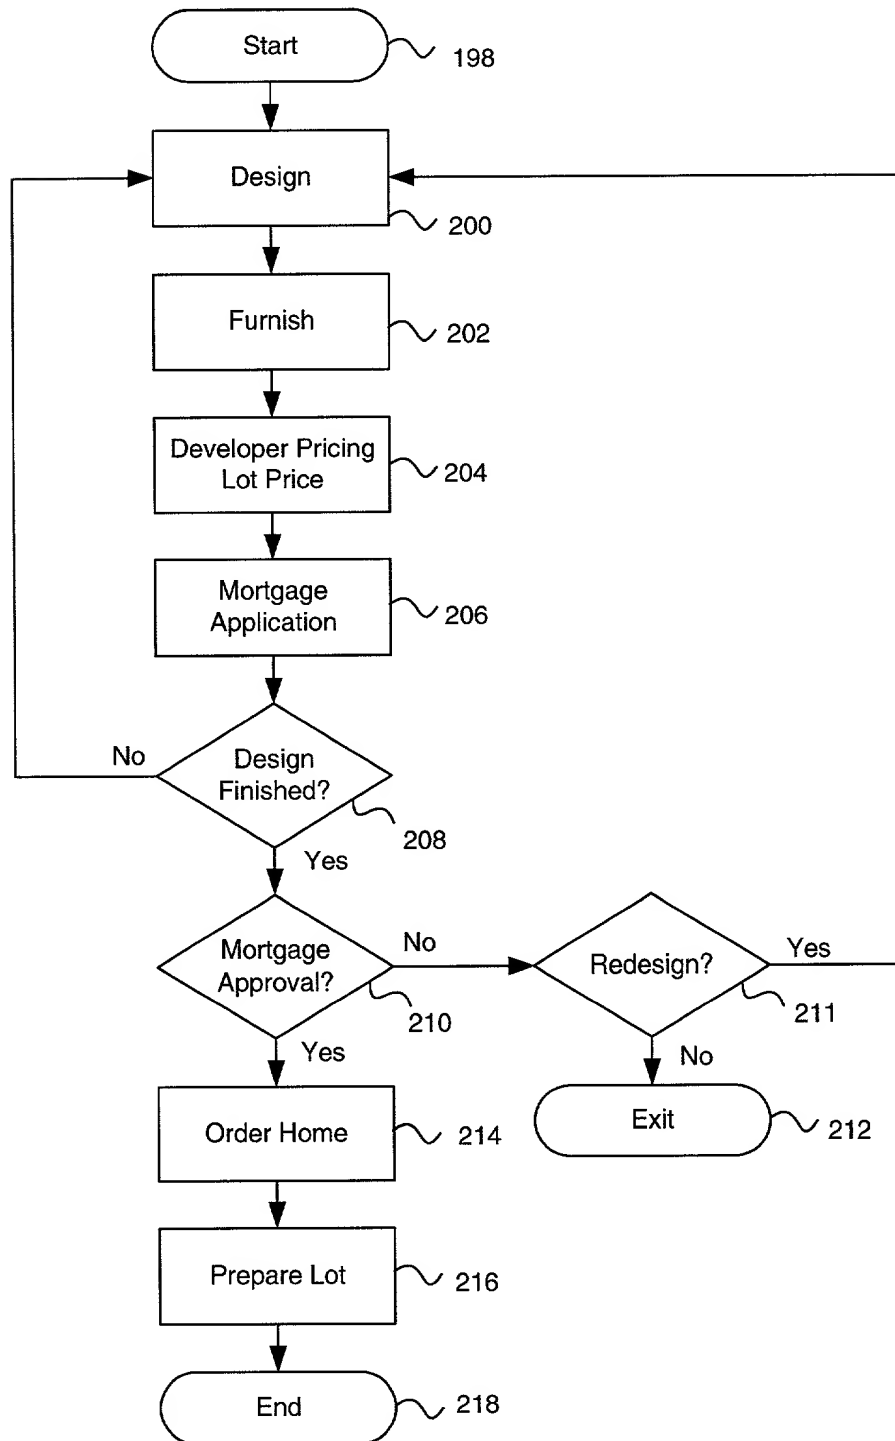 Start
198
Design
200
Furnish
202
Developer Pricing
Lot Price
204
Mortgage
Application
206
No
Design
Finished?
208
Yes
Mortgage
Approval?
No
210
Redesign?
Yes
211
Yes
No
Order Home
214
Exit
212
Prepare Lot
216
End
218